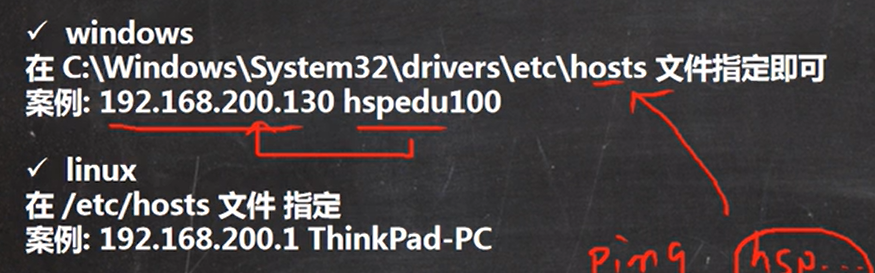 ✓ windows
在 C:\Windows\System32\drivers\etc\hosts 文件指定即可
案例: 192.168.200.130 hspedu100
✓ linux
在 /etc/hosts 文件 指定
案例: 192.168.200.1 ThinkPad-PC
ping hsp....